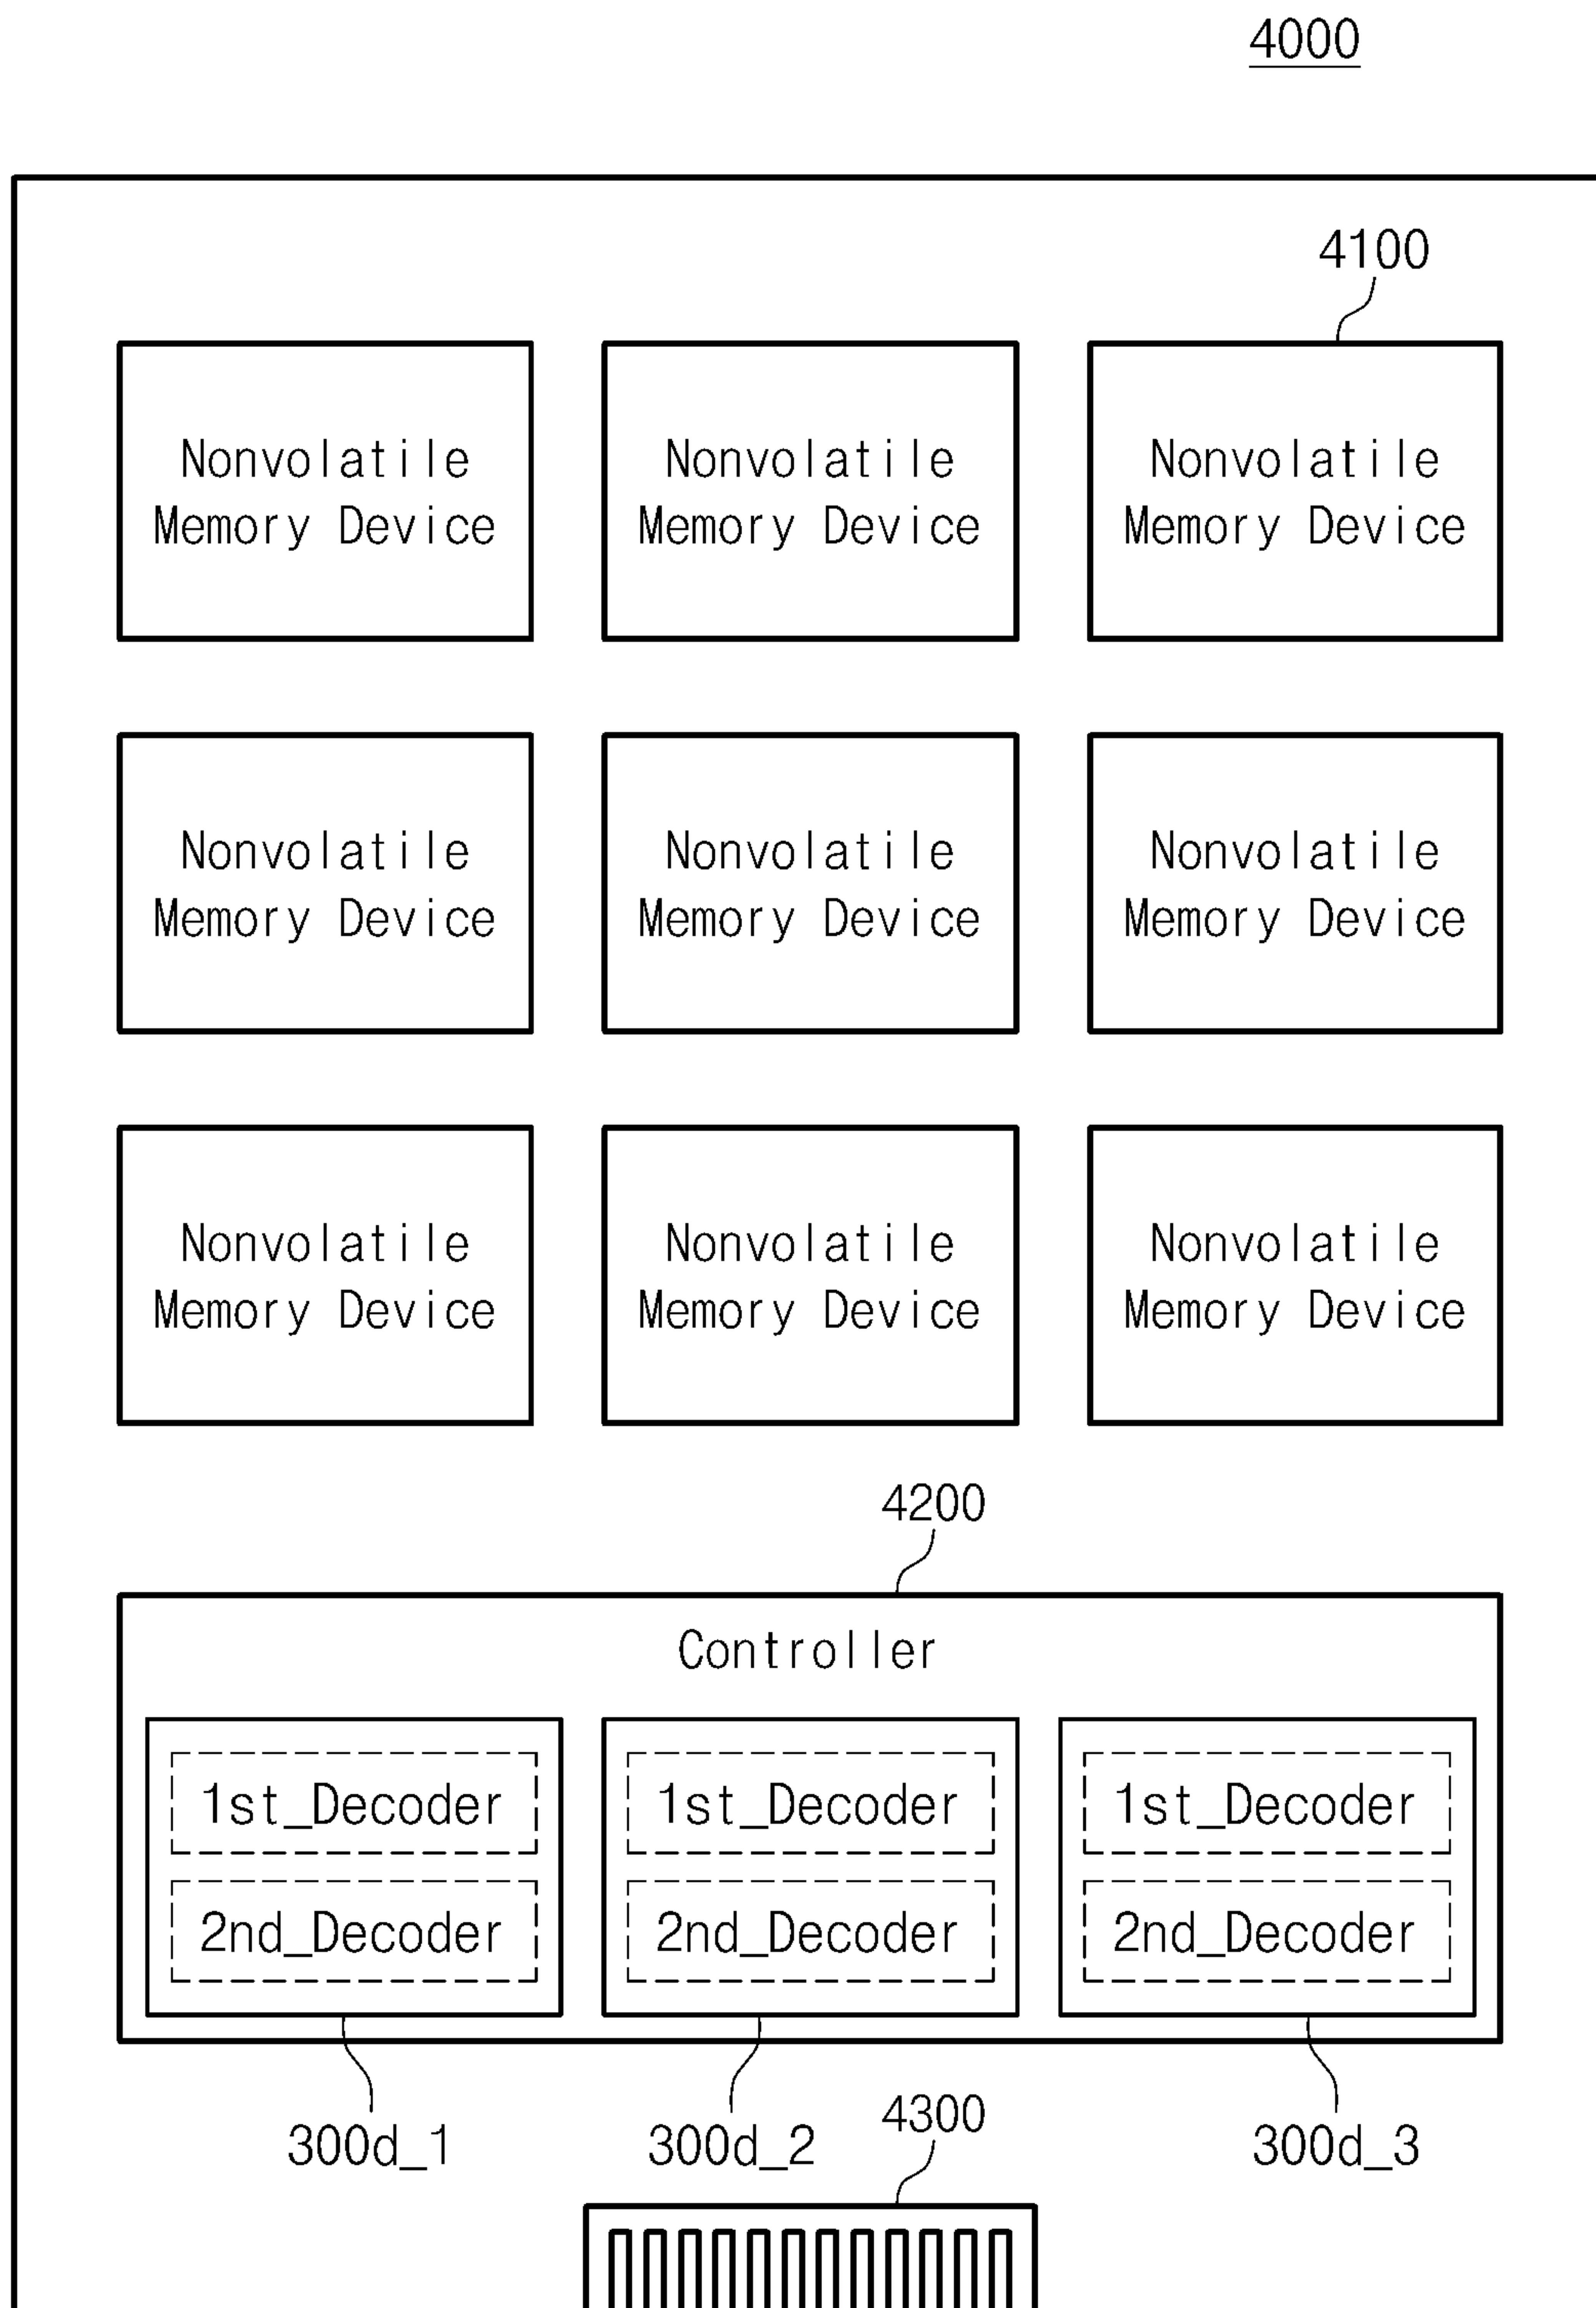 4000
4100
Nonvolatile Nonvolatile Nonvolatile
Memory Device Memory Device Memory Device
Nonvolatile Nonvolatile Nonvolatile
Memory Device Memory Device Memory Device
Nonvolatile Nonvolatile Nonvolatile
Memory Device Memory Device Memory Device
4200
Controller
1st_Decoder 1st_Decoder 1st_Decoder
2nd_Decoder 2nd_Decoder 2nd_Decoder
4300
300d_1 300d_2 300d_3